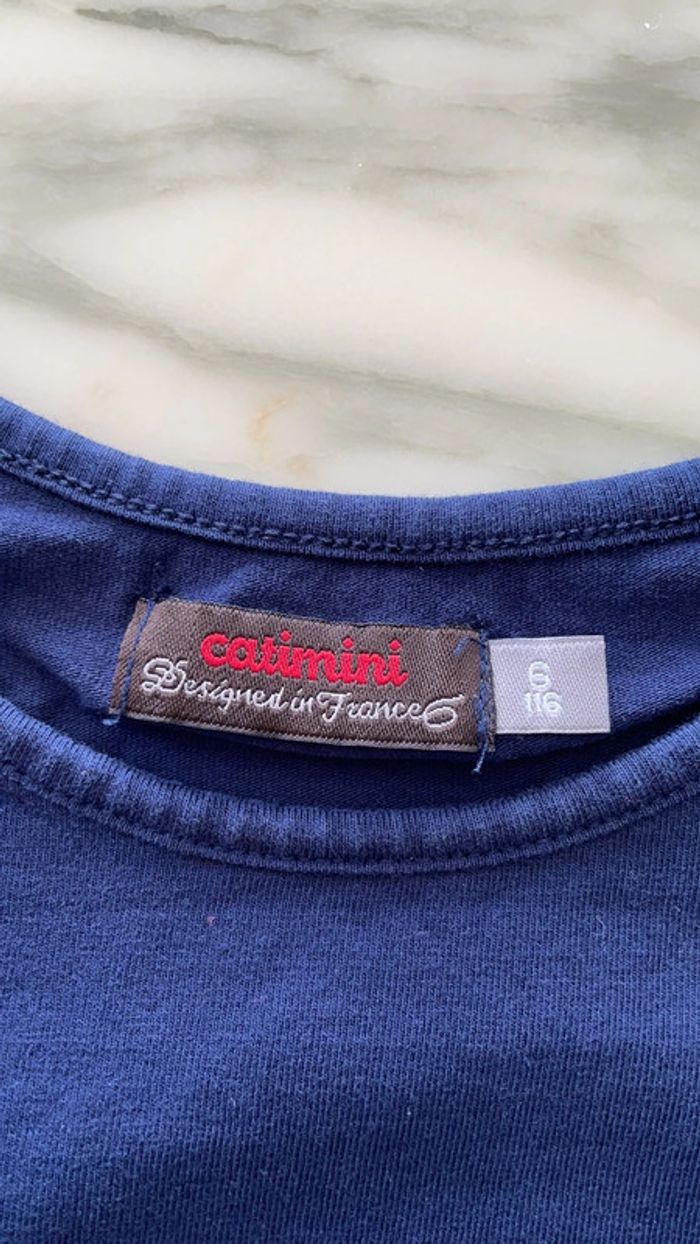 catimini
Designed in France
6
116